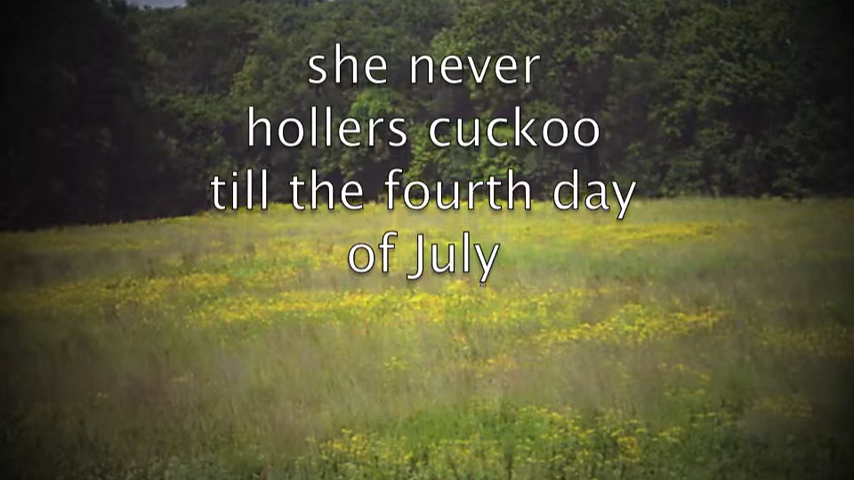 she never
hollers cuckoo
till the fourth day
of July